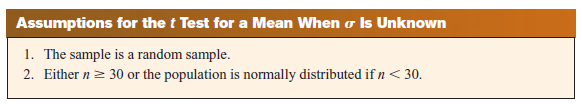 Assumptions for the t Test for a Mean When σ Is Unknown
1. The sample is a random sample.
2. Either n ≥ 30 or the population is normally distributed if n < 30.